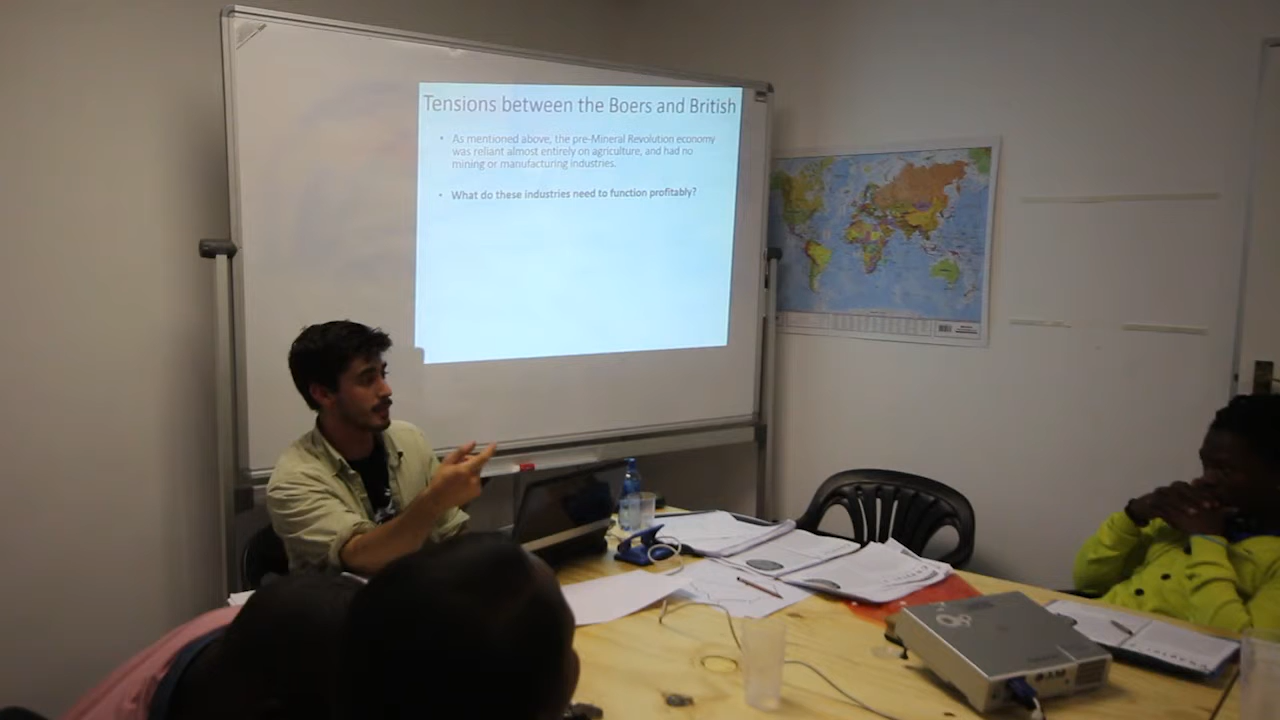 Tensions between the Boers and British
• As mentioned above, the pre-Mineral Revolution economy
was reliant almost entirely on agriculture, and had no
mining or manufacturing industries.
• What do these industries need to function profitably?